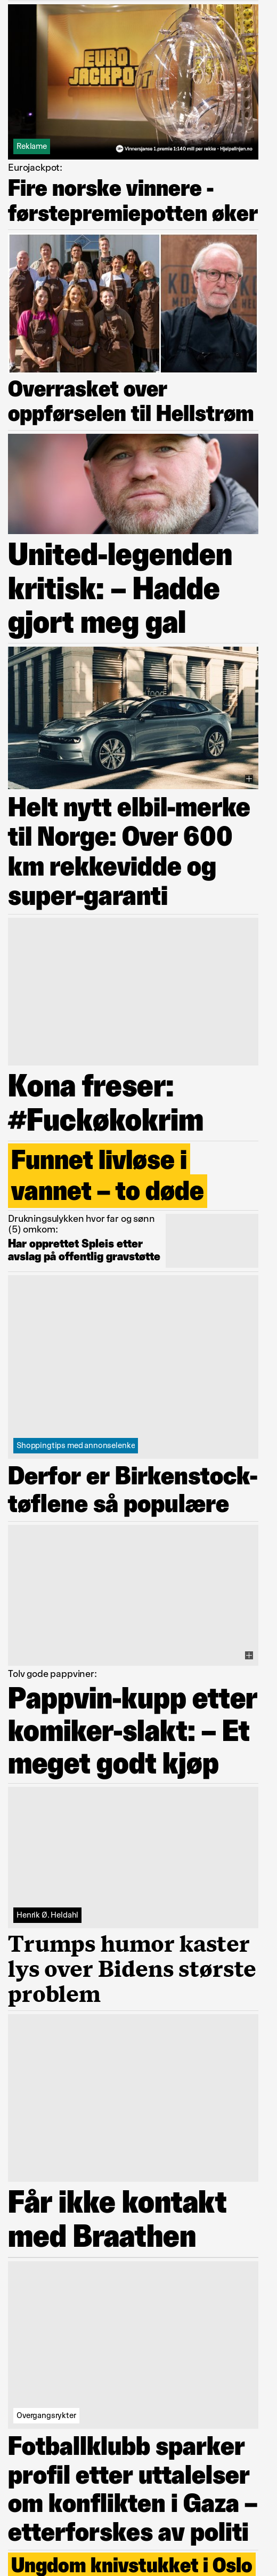 EURO
JACKPOT
Reklame
Vinnersjanse 1.premie 1:140 mill per rekke - Hjelpelinjen.no
Eurojackpot:
Fire norske vinnere -
førstepremiepotten øker
Overrasket over
oppførselen til Hellstrøm
United-legenden
kritisk: – Hadde
gjort meg gal
Helt nytt elbil-merke
til Norge: Over 600
km rekkevidde og
super-garanti
Kona freser:
#Fuckøkokrim
Funnet livløse i
vannet – to døde
Drukningsulykken hvor far og sønn
(5) omkom:
Har opprettet Spleis etter
avslag på offentlig gravstøtte
Shoppingtips med annonselenke
Derfor er Birkenstock-
tøflene så populære
Tolv gode pappviner:
Pappvin-kupp etter
komiker-slakt: – Et
meget godt kjøp
Henrik Ø. Heldahl
Trumps humor kaster
lys over Bidens største
problem
Får ikke kontakt
med Braathen
Overgangsrykter
Fotballklubb sparker
profil etter uttalelser
om konflikten i Gaza –
etterforskes av politi
Ungdom knivstukket i Oslo